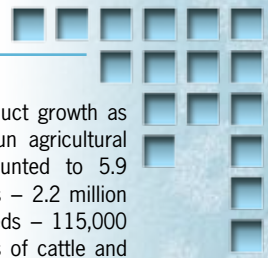 uct growth as
un agricultural
unted to 5.9
s – 2.2 million
ds – 115,000
s of cattle and